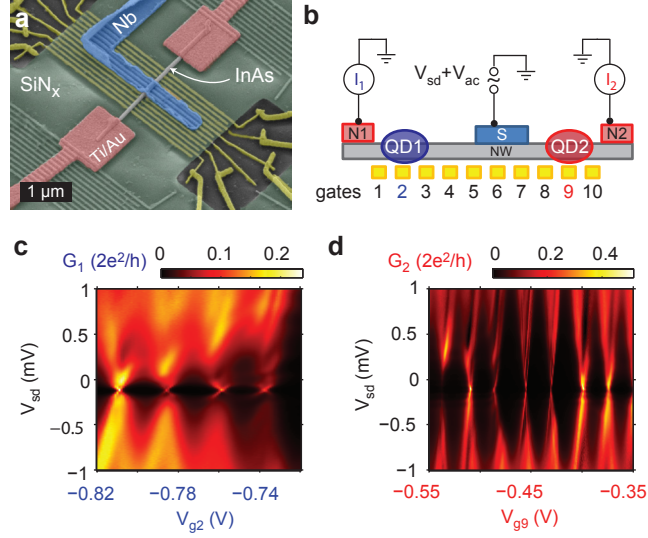 a
Nb
InAs
SiNx
Ti/Au
1 µm
b
I1
Vsd+Vac
I2
N1
QD1
S
NW
QD2
N2
gates 1 2 3 4 5 6 7 8 9 10
c
G1 (2e²/h) 0 0.1 0.2
Vsd (mV)
1
0.5
0
−0.5
−1
−0.82 −0.78 −0.74
Vg2 (V)
d
G2 (2e²/h) 0 0.2 0.4
Vsd (mV)
1
0.5
0
-0.5
-1
−0.55 −0.45 −0.35
Vg9 (V)